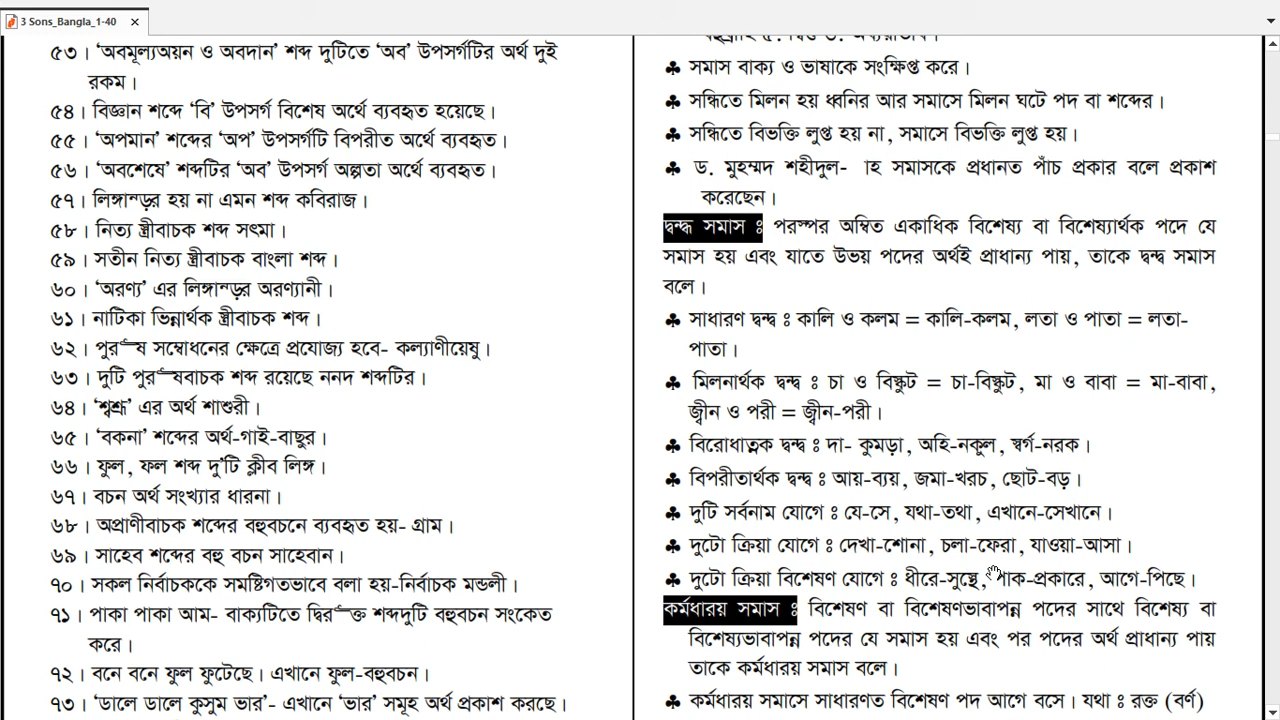 3 Sons_Bangla_1-40
৫৩। ‘অবমূল্যঅয়ন ও অবদান’ শব্দ দুটিতে ‘অব’ উপসর্গটির অর্থ দুই
রকম।
৫৪। বিজ্ঞান শব্দে ‘বি’ উপসর্গ বিশেষ অর্থে ব্যবহৃত হয়েছে।
৫৫। ‘অপমান’ শব্দের ‘অপ’ উপসর্গটি বিপরীত অর্থে ব্যবহৃত।
৫৬। ‘অবশেষে’ শব্দটির ‘অব’ উপসর্গ অল্পতা অর্থে ব্যবহৃত।
৫৭। লিঙ্গান্ড়র হয় না এমন শব্দ কবিরাজ।
৫৮। নিত্য স্ত্রীবাচক শব্দ সৎমা।
৫৯। সতীন নিত্য স্ত্রীবাচক বাংলা শব্দ।
৬০। ‘অরণ্য’ এর লিঙ্গান্ড়র অরণ্যানী।
৬১। নাটিকা ভিন্নার্থক স্ত্রীবাচক শব্দ।
৬২। পুর—ষ সম্বোধনের ক্ষেত্রে প্রযোজ্য হবে- কল্যাণীয়েষু।
৬৩। দুটি পুর—ষবাচক শব্দ রয়েছে ননদ শব্দটির।
৬৪। ‘শ্বশ্রূ’ এর অর্থ শাশুরী।
৬৫। ‘বকনা’ শব্দের অর্থ-গাই-বাছুর।
৬৬। ফুল, ফল শব্দ দু’টি ক্লীব লিঙ্গ।
৬৭। বচন অর্থ সংখ্যার ধারনা।
৬৮। অপ্রাণীবাচক শব্দের বহুবচনে ব্যবহৃত হয়- গ্রাম।
৬৯। সাহেব শব্দের বহু বচন সাহেবান।
৭০। সকল নির্বাচককে সমষ্টিগতভাবে বলা হয়-নির্বাচক মন্ডলী।
৭১। পাকা পাকা আম- বাক্যটিতে দ্বির—ক্ত শব্দদুটি বহুবচন সংকেত
করে।
৭২। বনে বনে ফুল ফুটেছে। এখানে ফুল-বহুবচন।
৭৩। ‘ডালে ডালে কুসুম ভার’- এখানে ‘ভার’ সমূহ অর্থ প্রকাশ করছে।
♣ সমাস বাক্য ও ভাষাকে সংক্ষিপ্ত করে।
♣ সন্ধিতে মিলন হয় ধ্বনির আর সমাসে মিলন ঘটে পদ বা শব্দের।
♣ সন্ধিতে বিভক্তি লুপ্ত হয় না, সমাসে বিভক্তি লুপ্ত হয়।
♣ ড. মুহম্মদ শহীদুল- াহ সমাসকে প্রধানত পাঁচ প্রকার বলে প্রকাশ
করেছেন।
দ্বন্দ্ব সমাস ঃ পরস্পর অম্বিত একাধিক বিশেষ্য বা বিশেষ্যার্থক পদে যে
সমাস হয় এবং যাতে উভয় পদের অর্থই প্রাধান্য পায়, তাকে দ্বন্দ্ব সমাস
বলে।
♣ সাধারণ দ্বন্দ্ব ঃ কালি ও কলম = কালি-কলম, লতা ও পাতা = লতা-
পাতা।
♣ মিলনার্থক দ্বন্দ্ব ঃ চা ও বিষ্কুট = চা-বিষ্কুট, মা ও বাবা = মা-বাবা,
জ্বীন ও পরী = জ্বীন-পরী।
♣ বিরোধাত্নক দ্বন্দ্ব ঃ দা- কুমড়া, অহি-নকুল, স্বর্গ-নরক।
♣ বিপরীতার্থক দ্বন্দ্ব ঃ আয়-ব্যয়, জমা-খরচ, ছোট-বড়।
♣ দুটি সর্বনাম যোগে ঃ যে-সে, যথা-তথা, এখানে-সেখানে।
♣ দুটো ক্রিয়া যোগে ঃ দেখা-শোনা, চলা-ফেরা, যাওয়া-আসা।
♣ দুটো ক্রিয়া বিশেষণ যোগে ঃ ধীরে-সুস্থে, পাক-প্রকারে, আগে-পিছে।
কর্মধারয় সমাস ঃ বিশেষণ বা বিশেষণভাবাপন্ন পদের সাথে বিশেষ্য বা
বিশেষ্যভাবাপন্ন পদের যে সমাস হয় এবং পর পদের অর্থ প্রাধান্য পায়
তাকে কর্মধারয় সমাস বলে।
♣ কর্মধারয় সমাসে সাধারণত বিশেষণ পদ আগে বসে। যথা ঃ রক্ত (বর্ণ)